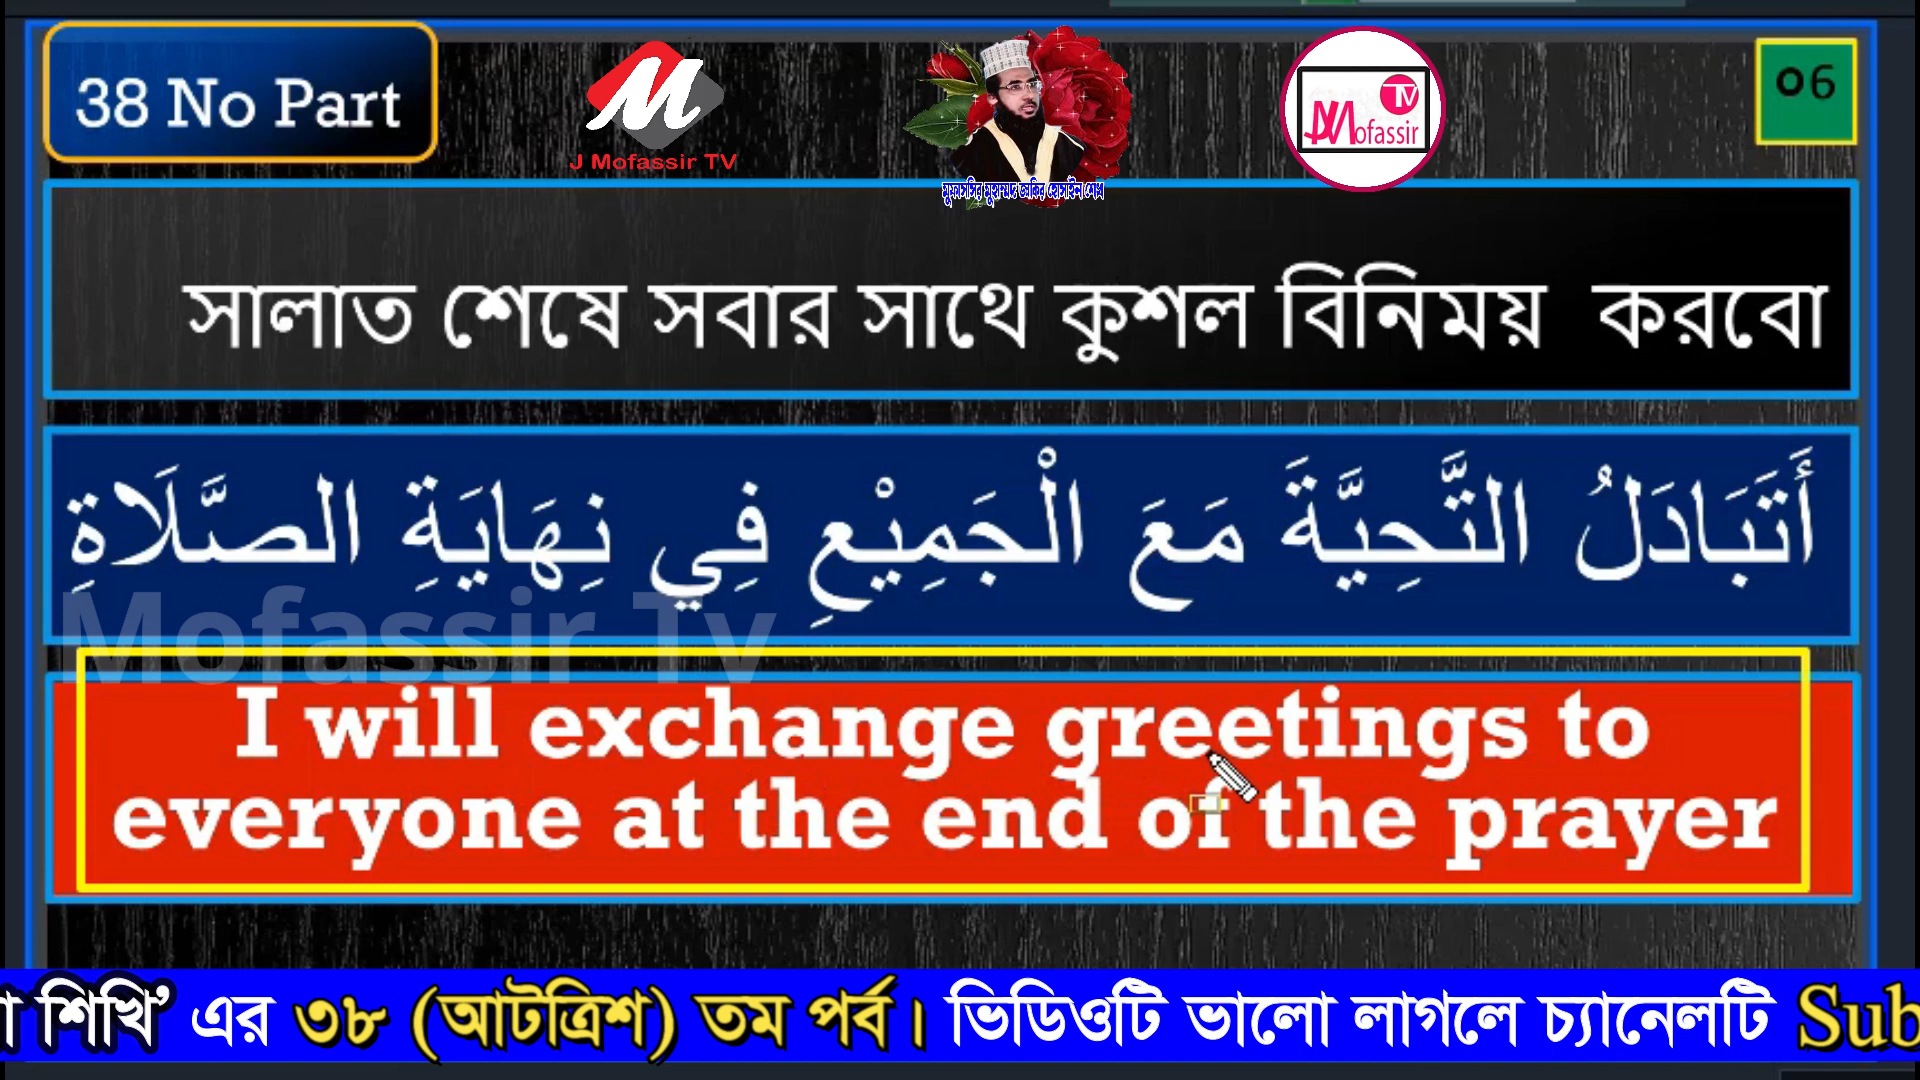 38 No Part
J Mofassir TV
Mofassir TV
06
সালাত শেষে সবার সাথে কুশল বিনিময় করবো
أَتَبَادَلُ التَّحِيَّةَ مَعَ الْجَمِيْعِ فِي نِهَايَةِ الصَّلَاةِ
Mofassir Tv
I will exchange greetings to
everyone at the end of the prayer
শিখি’ এর ৩৮ (আটত্রিশ) তম পর্ব। ভিডিওটি ভালো লাগলে চ্যানেলটি Sub